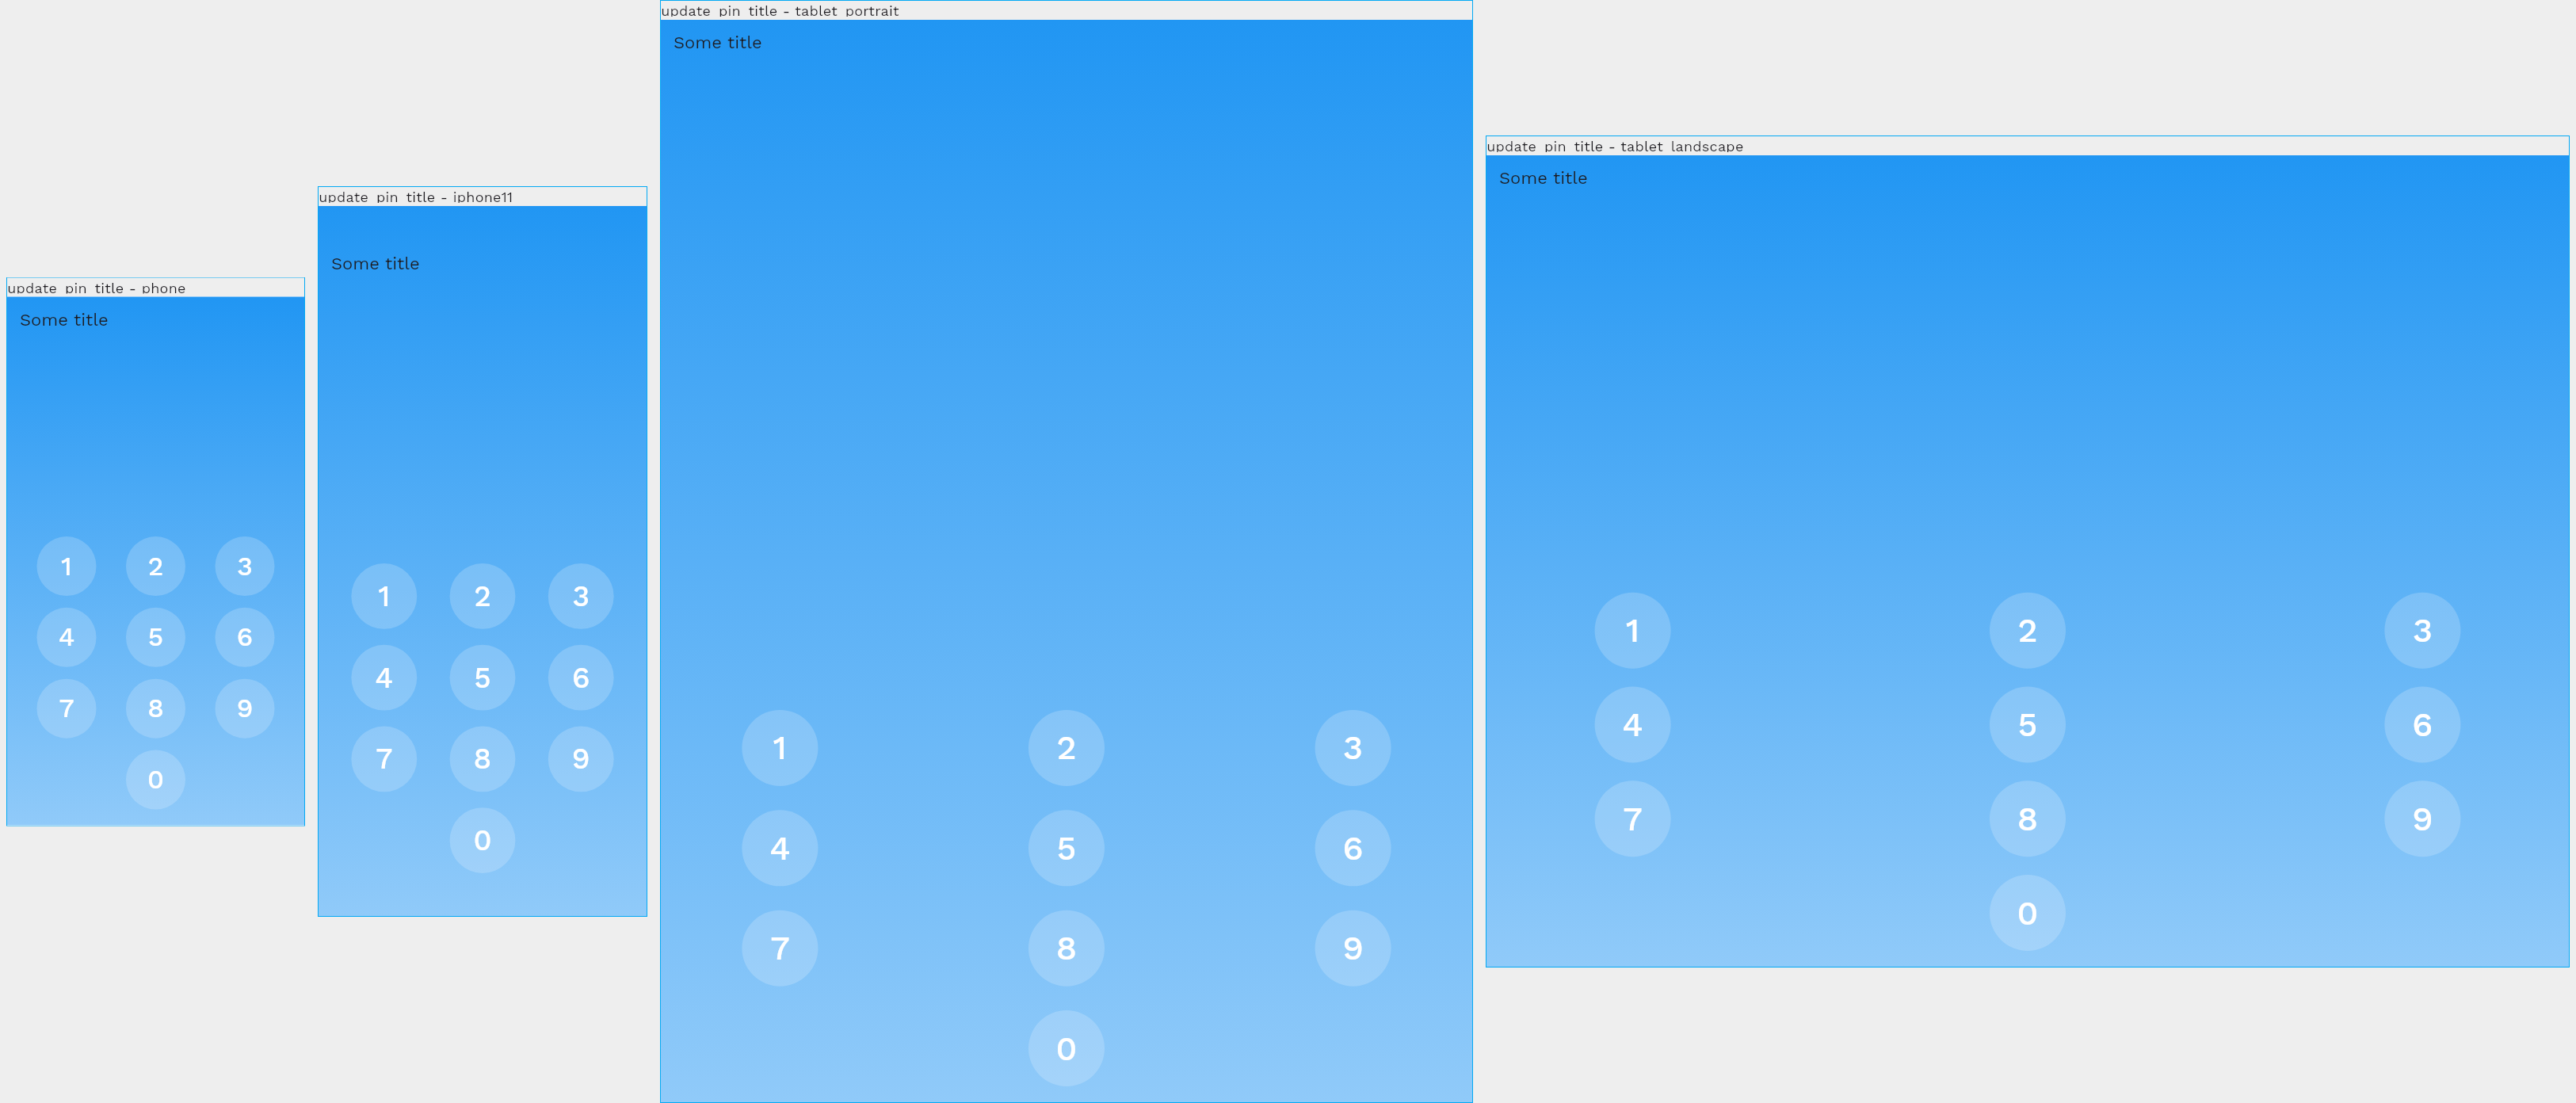 update_pin_title - phone
Some title
1 2 3
4 5 6
7 8 9
0
update_pin_title - iphone11
Some title
1 2 3
4 5 6
7 8 9
0
update_pin_title - tablet_portrait
Some title
1 2 3
4 5 6
7 8 9
0
update_pin_title - tablet_landscape
Some title
1 2 3
4 5 6
7 8 9
0